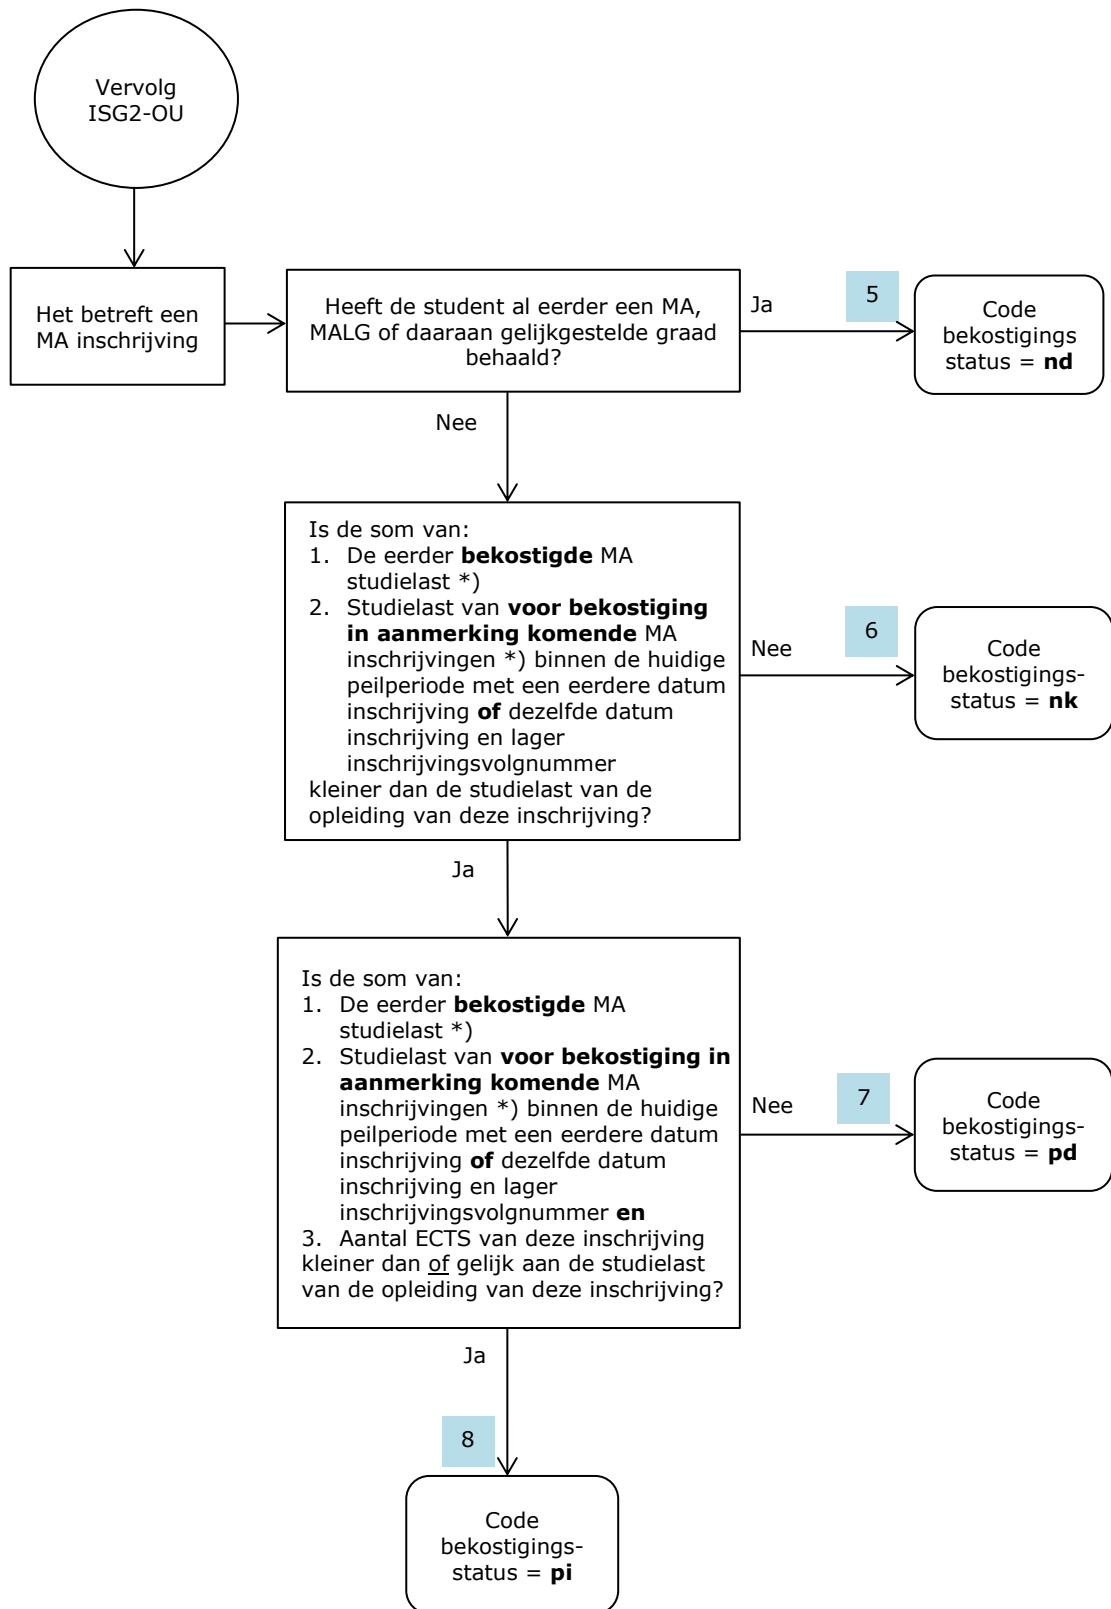 Vervolg
ISG2-OU
Het betreft een
MA inschrijving
Heeft de student al eerder een MA,
MALG of daaraan gelijkgestelde graad
behaald?
Ja
5
Code
bekostigings
status = nd
Nee
Is de som van:
1. De eerder bekostigde MA
studielast *)
2. Studielast van voor bekostiging
in aanmerking komende MA
inschrijvingen *) binnen de huidige
peilperiode met een eerdere datum
inschrijving of dezelfde datum
inschrijving en lager
inschrijvingsvolgnummer
kleiner dan de studielast van de
opleiding van deze inschrijving?
Nee
6
Code
bekostigings-
status = nk
Ja
Is de som van:
1. De eerder bekostigde MA
studielast *)
2. Studielast van voor bekostiging in
aanmerking komende MA
inschrijvingen *) binnen de huidige
peilperiode met een eerdere datum
inschrijving of dezelfde datum
inschrijving en lager
inschrijvingsvolgnummer en
3. Aantal ECTS van deze inschrijving
kleiner dan of gelijk aan de studielast
van de opleiding van deze inschrijving?
Nee
7
Code
bekostigings-
status = pd
Ja
8
Code
bekostigings-
status = pi